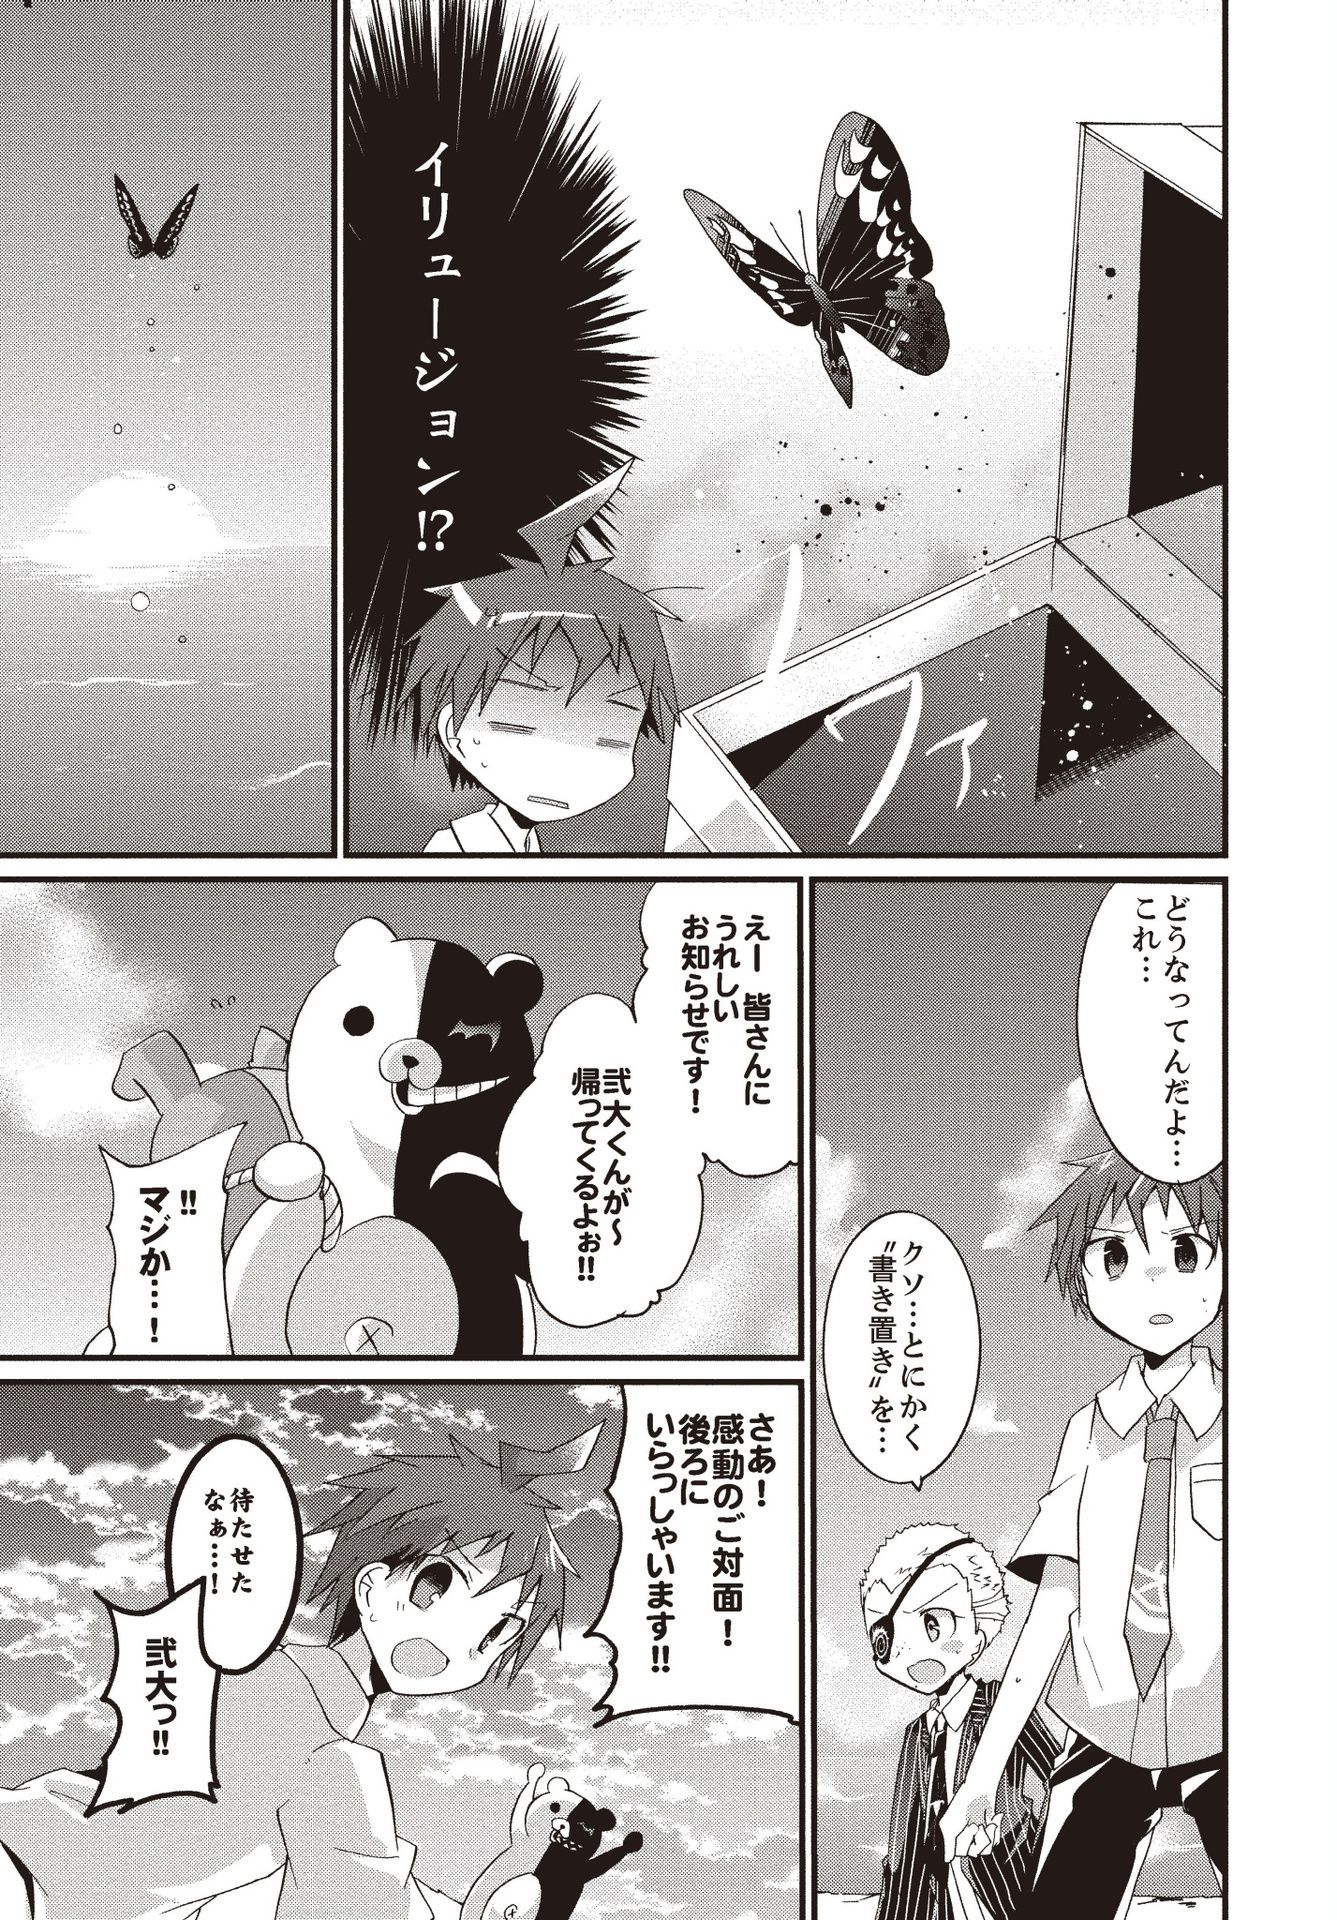 フィ
ノ
イリュージョン!?
どうなってんだよ…
これ…
クソ…とにかく
〝書き置き〟を…
えー 皆さんに
うれしい
お知らせです！
弐大くんが〜
帰ってくるよぉ!!
!!
マジか…！
さあ！
感動のご対面！
後ろに
いらっしゃいます!!
待たせた
なぁ…！
弐大っ!!